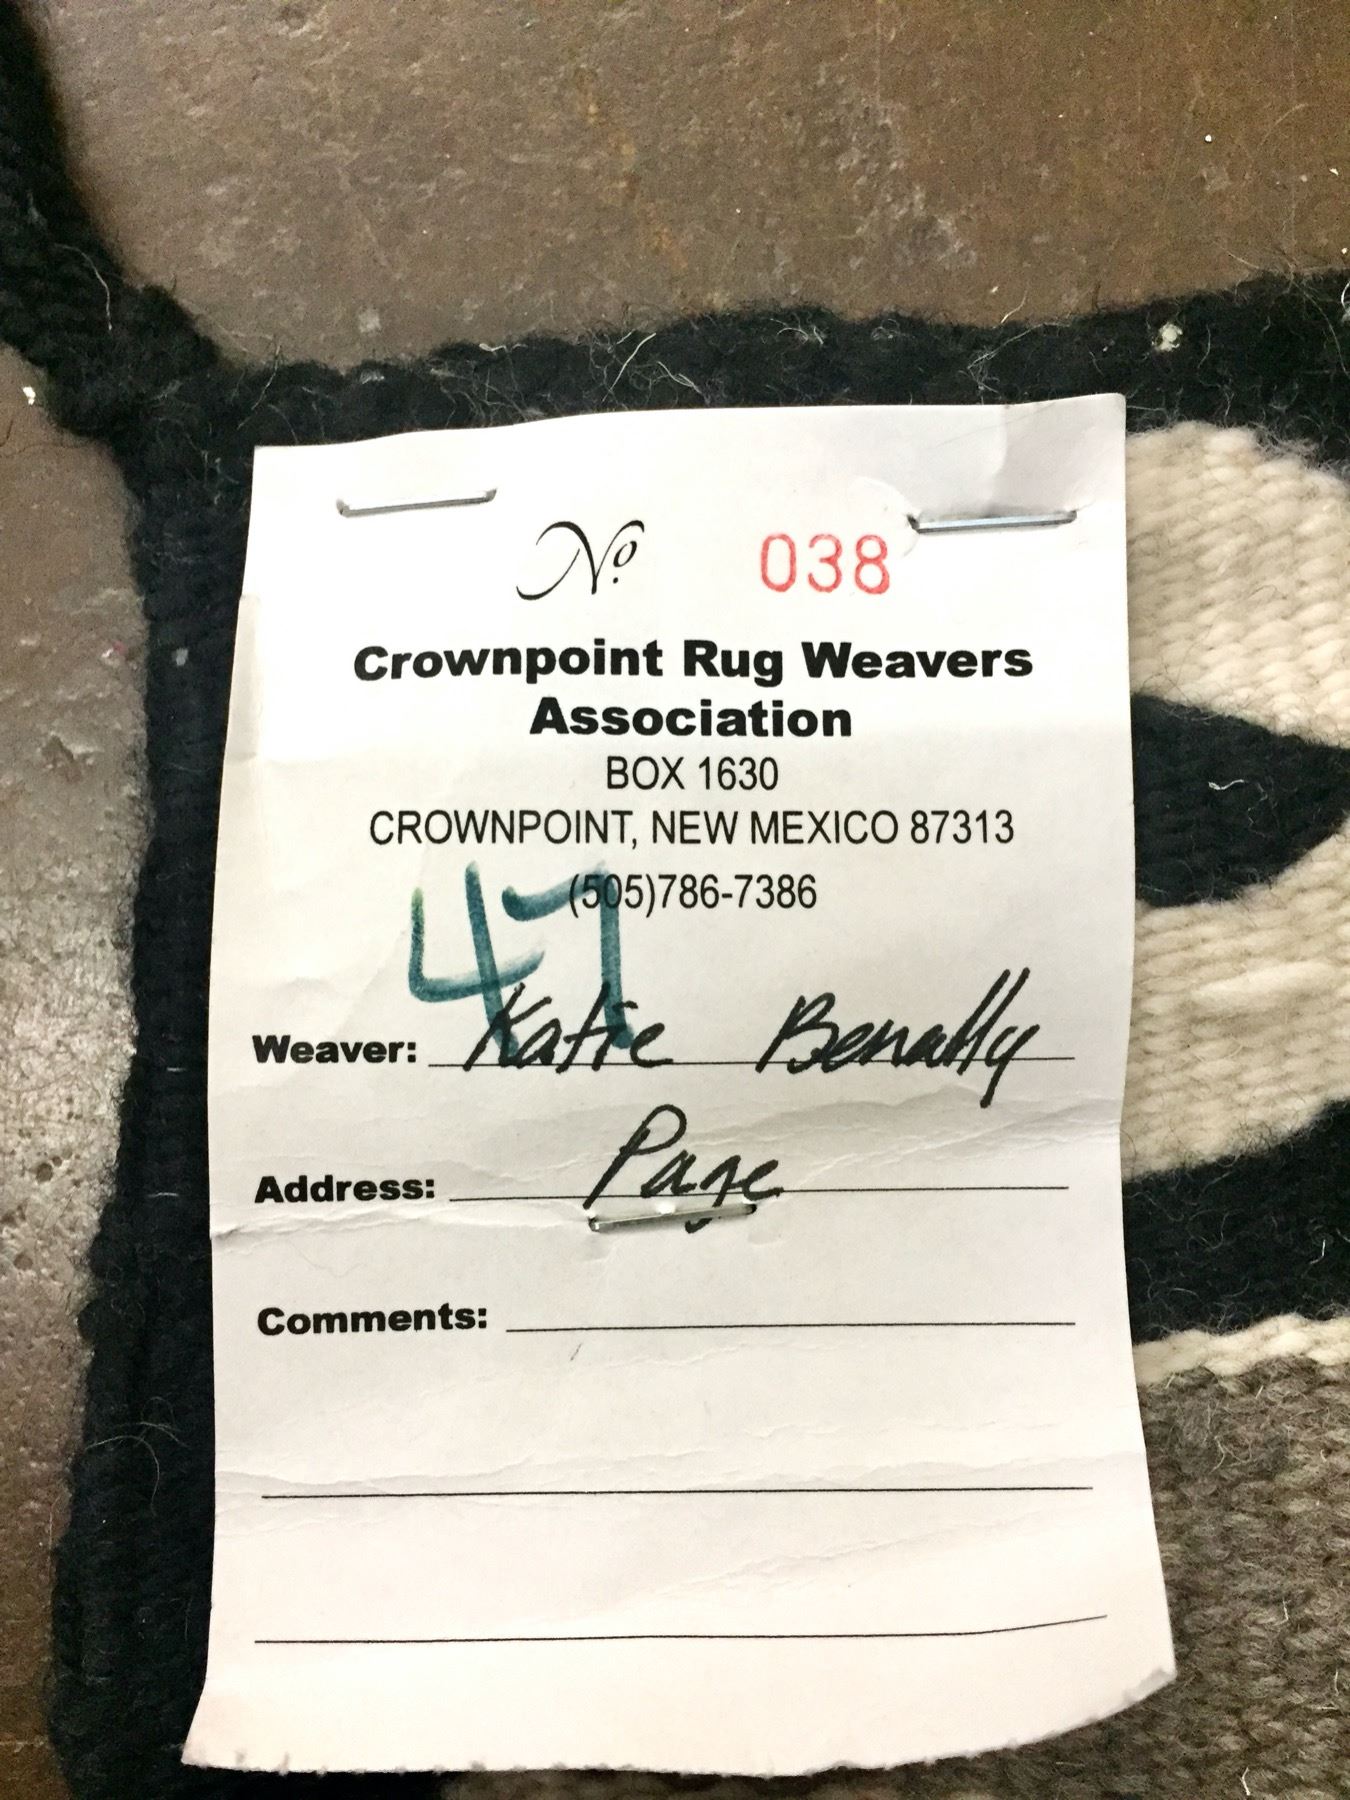 No. 038
Crownpoint Rug Weavers
Association
BOX 1630
CROWNPOINT, NEW MEXICO 87313
(505)786-7386
47
Weaver: Katie Benally
Address: Page
Comments: